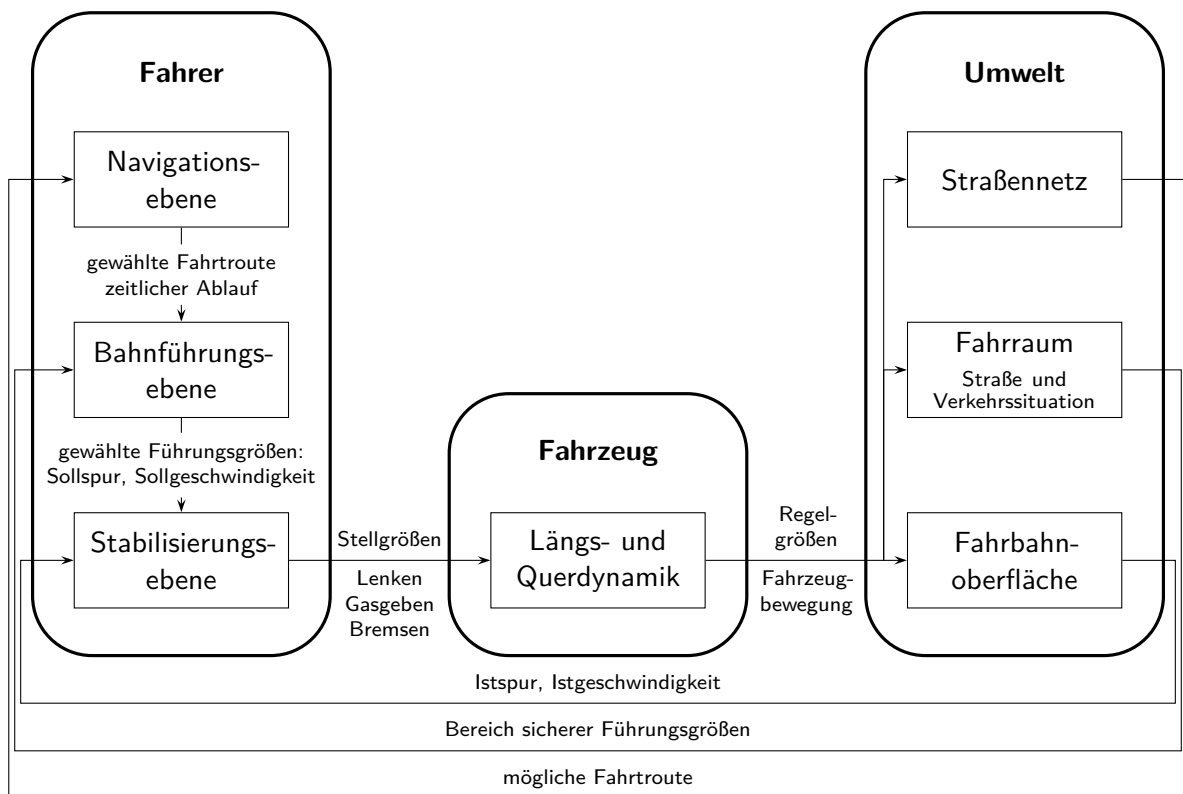 Fahrer
Navigations-
ebene
gewählte Fahrtroute
zeitlicher Ablauf
Bahnführungs-
ebene
gewählte Führungsgrößen:
Sollspur, Sollgeschwindigkeit
Stabilisierungs-
ebene
Stellgrößen
Lenken
Gasgeben
Bremsen
Fahrzeug
Längs- und
Querdynamik
Regel-
größen
Fahrzeug-
bewegung
Umwelt
Straßennetz
Fahrraum
Straße und
Verkehrssituation
Fahrbahn-
oberfläche
Istspur, Istgeschwindigkeit
Bereich sicherer Führungsgrößen
mögliche Fahrtroute